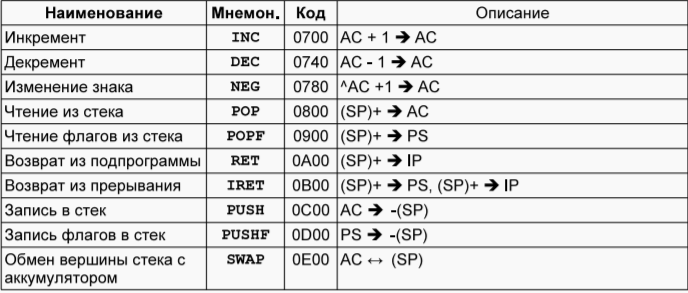 Наименование Мнемон. Код Описание
Инкремент INC 0700 AC + 1 ➔ AC
Декремент DEC 0740 AC - 1 ➔ AC
Изменение знака NEG 0780 ^AC +1 ➔ AC
Чтение из стека POP 0800 (SP)+ ➔ AC
Чтение флагов из стека POPF 0900 (SP)+ ➔ PS
Возврат из подпрограммы RET 0A00 (SP)+ ➔ IP
Возврат из прерывания IRET 0B00 (SP)+ ➔ PS, (SP)+ ➔ IP
Запись в стек PUSH 0C00 AC ➔ -(SP)
Запись флагов в стек PUSHF 0D00 PS ➔ -(SP)
Обмен вершины стека с SWAP 0E00 AC ↔ (SP)
аккумулятором